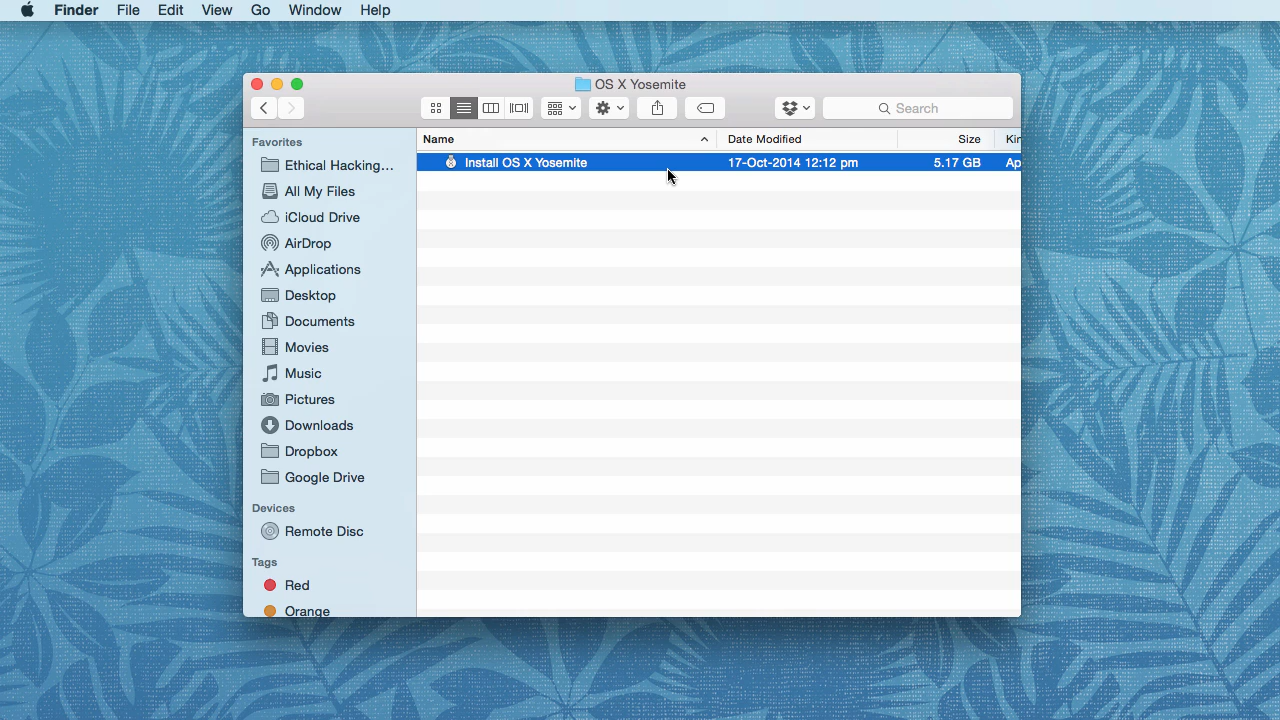 Finder File Edit View Go Window Help
OS X Yosemite
Search
Favorites
Ethical Hacking...
All My Files
iCloud Drive
AirDrop
Applications
Desktop
Documents
Movies
Music
Pictures
Downloads
Dropbox
Google Drive
Devices
Remote Disc
Tags
Red
Orange
Name Date Modified Size Kin
Install OS X Yosemite 17-Oct-2014 12:12 pm 5.17 GB Ap